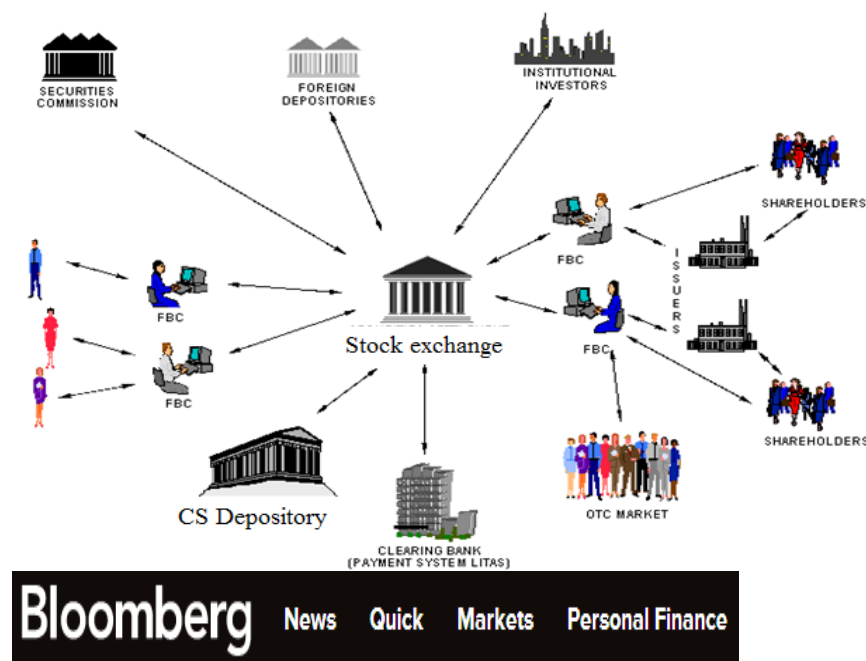 SECURITIES
COMMISSION
FOREIGN
DEPOSITORIES
INSTITUTIONAL
INVESTORS
SHAREHOLDERS
FBC
ISSUERS
FBC
FBC
Stock exchange
FBC
SHAREHOLDERS
CS Depository
OTC MARKET
CLEARING BANK
(PAYMENT SYSTEM LITAS)
Bloomberg News Quick Markets Personal Finance